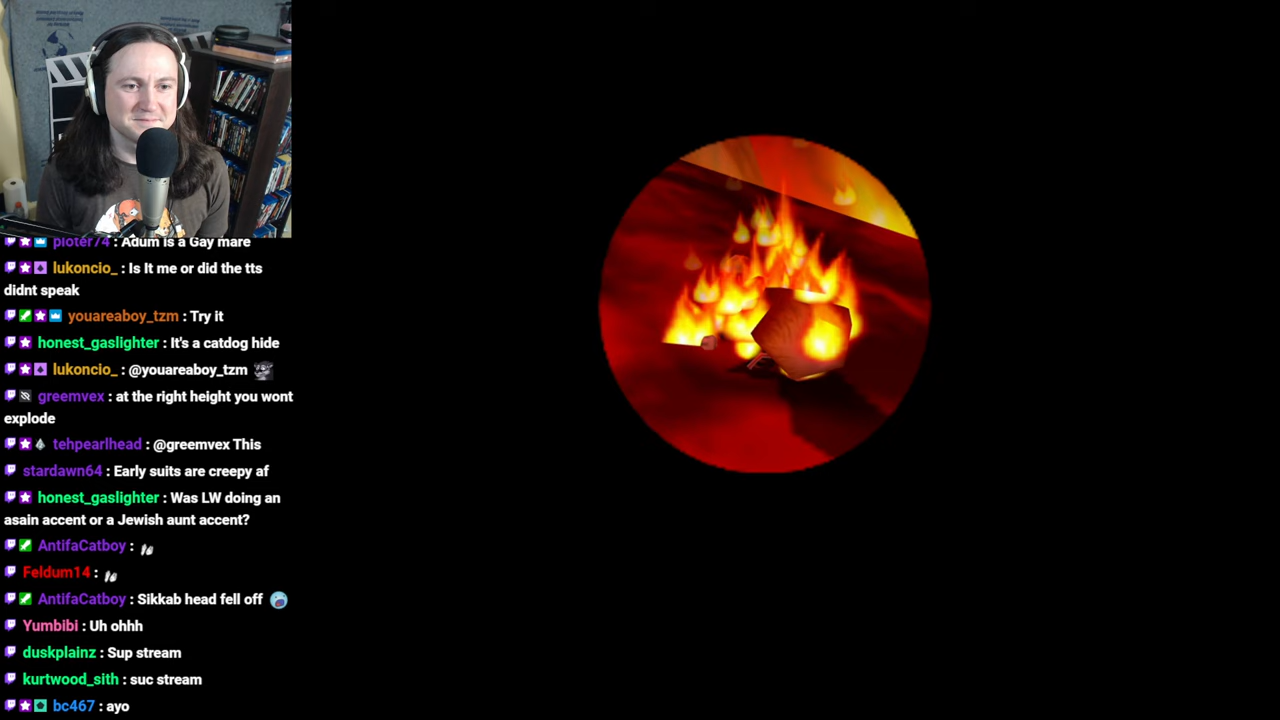 ploter74 : Adum is a Gay mare
lukoncio_ : Is It me or did the tts
didnt speak
youareaboy_tzm : Try it
honest_gaslighter : It's a catdog hide
lukoncio_ : @youareaboy_tzm
greemvex : at the right height you wont
explode
tehpearlhead : @greemvex This
stardawn64 : Early suits are creepy af
honest_gaslighter : Was LW doing an
asain accent or a Jewish aunt accent?
AntifaCatboy :
Feldum14 :
AntifaCatboy : Sikkab head fell off
Yumbibi : Uh ohhh
duskplainz : Sup stream
kurtwood_sith : suc stream
bc467 : ayo